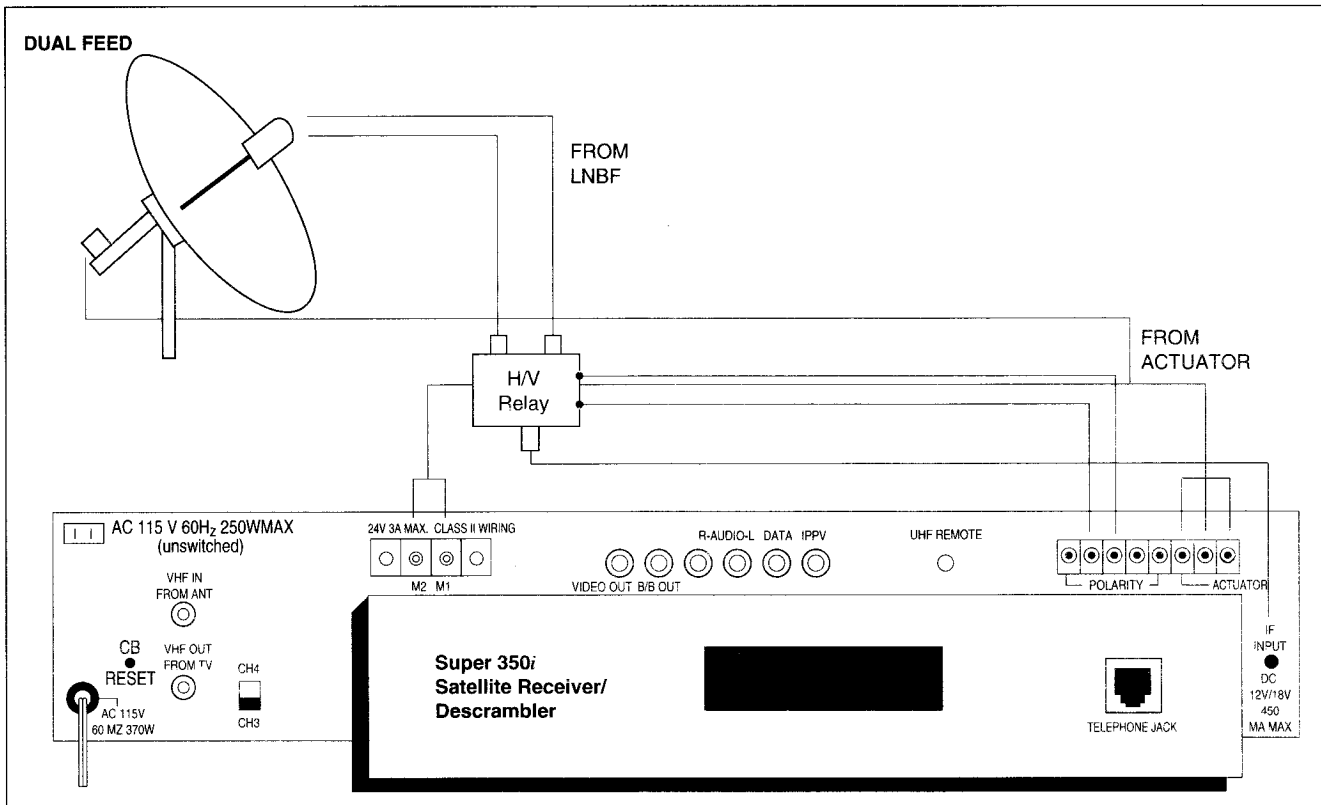 DUAL FEED
FROM
LNBF
FROM
ACTUATOR
H/V
Relay
AC 115 V 60Hz 250WMAX
(unswitched)
24V 3A MAX. CLASS II WIRING
M2 M1
R-AUDIO-L DATA IPPV
VIDEO OUT B/B OUT
UHF REMOTE
POLARITY
ACTUATOR
VHF IN
FROM ANT
CB
RESET
VHF OUT
FROM TV
CH4
CH3
AC 115V
60 MZ 370W
Super 350i
Satellite Receiver/
Descrambler
TELEPHONE JACK
IF
INPUT
DC
12V/18V
450
MA MAX